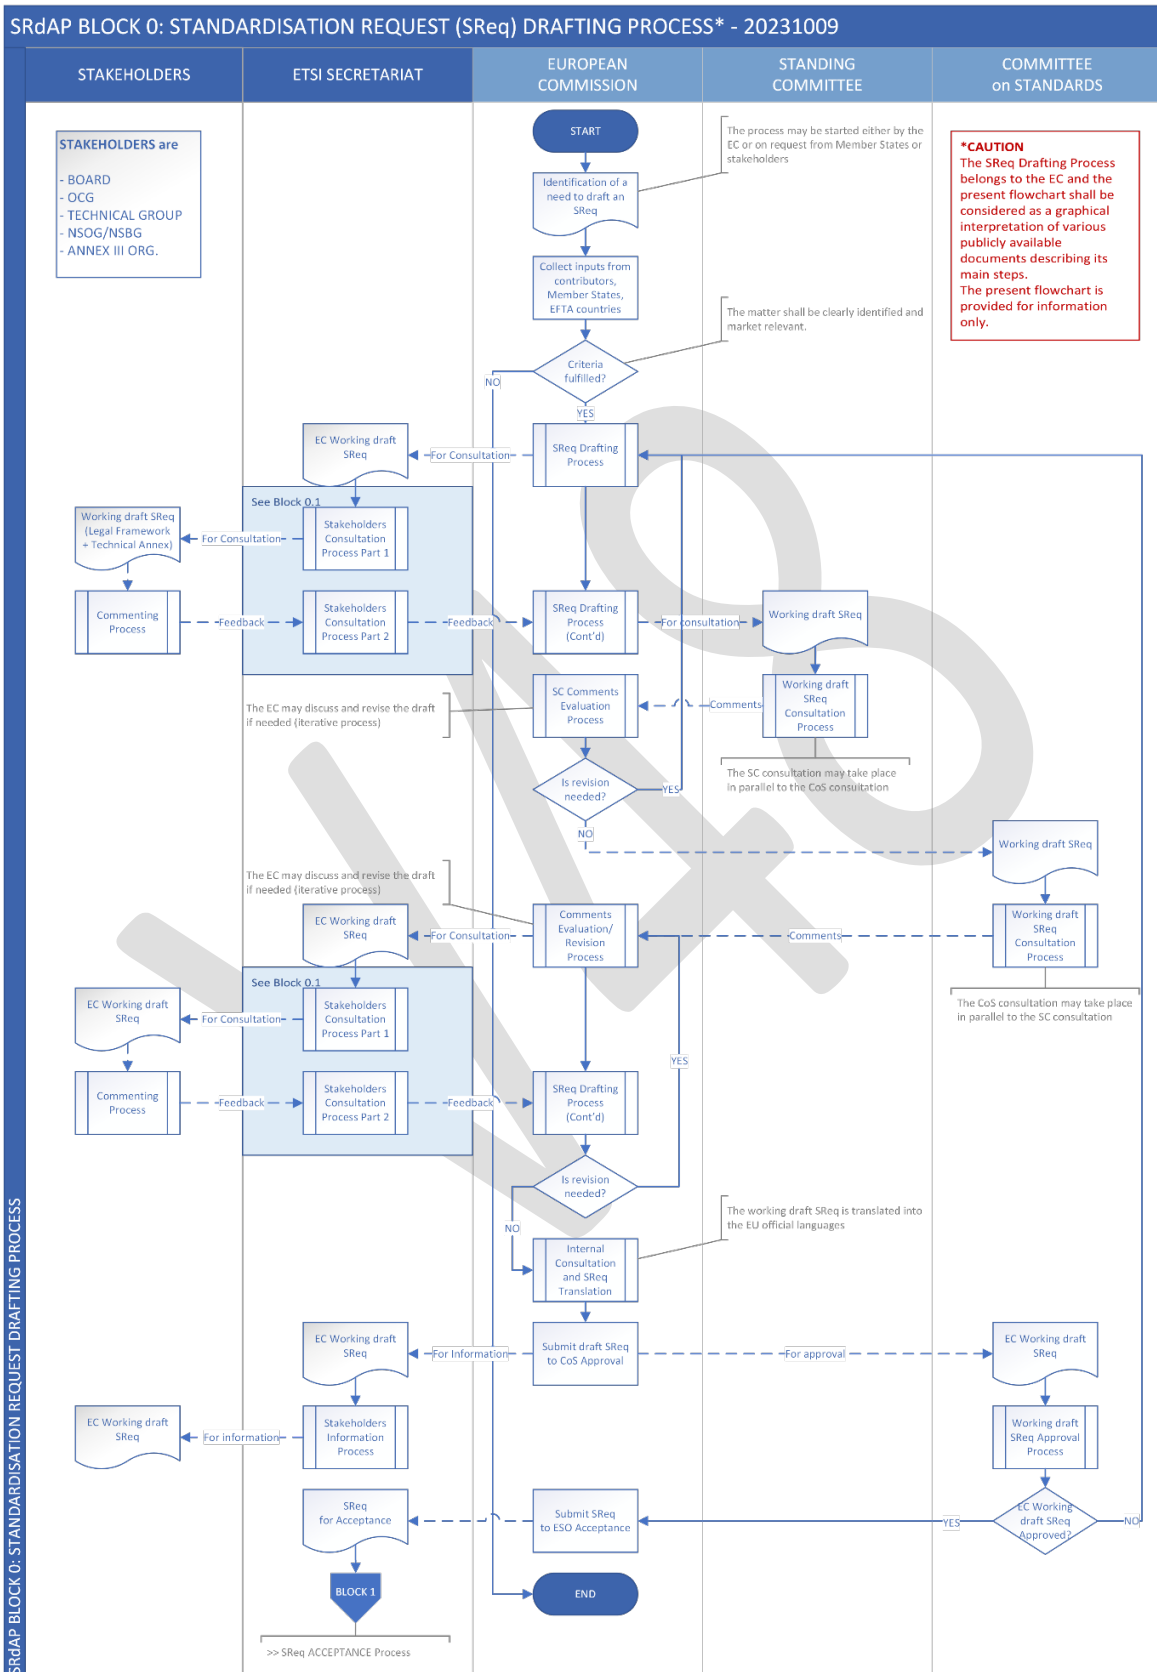 SRdAP BLOCK 0: STANDARDISATION REQUEST (SReq) DRAFTING PROCESS* - 20231009
STAKEHOLDERS
ETSI SECRETARIAT
EUROPEAN
COMMISSION
STANDING
COMMITTEE
COMMITTEE
on STANDARDS
STAKEHOLDERS are
- BOARD
- OCG
- TECHNICAL GROUP
- NSOG/NSBG
- ANNEX III ORG.
START
The process may be started either by the
EC or on request from Member States or
stakeholders
*CAUTION
The SReq Drafting Process
belongs to the EC and the
present flowchart shall be
considered as a graphical
interpretation of various
publicly available
documents describing its
main steps.
The present flowchart is
provided for information
only.
Identification of a
need to draft an
SReq
Collect inputs from
contributors,
Member States,
EFTA countries
The matter shall be clearly identified and
market relevant.
Criteria
fulfilled?
NO
YES
EC Working draft
SReq
For Consultation
SReq Drafting
Process
See Block 0.1
Working draft SReq
(Legal Framework
+ Technical Annex)
For Consultation
Stakeholders
Consultation
Process Part 1
Commenting
Process
Feedback
Stakeholders
Consultation
Process Part 2
Feedback
SReq Drafting
Process
(Cont'd)
For consultation
Working draft SReq
The EC may discuss and revise the draft
if needed (iterative process)
SC Comments
Evaluation
Process
Comments
Working draft
SReq
Consultation
Process
The SC consultation may take place
in parallel to the CoS consultation
Is revision
needed?
YES
NO
Working draft SReq
The EC may discuss and revise the draft
if needed (iterative process)
EC Working draft
SReq
For Consultation
Comments
Evaluation/
Revision
Process
Comments
Working draft
SReq
Consultation
Process
The CoS consultation may take place
in parallel to the SC consultation
See Block 0.1
EC Working draft
SReq
For Consultation
Stakeholders
Consultation
Process Part 1
YES
Commenting
Process
Feedback
Stakeholders
Consultation
Process Part 2
Feedback
SReq Drafting
Process
(Cont'd)
Is revision
needed?
NO
The working draft SReq is translated into
the EU official languages
Internal
Consultation
and SReq
Translation
EC Working draft
SReq
For Information
Submit draft SReq
to CoS Approval
For approval
EC Working draft
SReq
EC Working draft
SReq
For information
Stakeholders
Information
Process
Working draft
SReq Approval
Process
SReq
for Acceptance
Submit SReq
to ESO Acceptance
YES
EC Working
draft SReq
Approved?
NO
BLOCK 1
END
>> SReq ACCEPTANCE Process
SRdAP BLOCK 0: STANDARDISATION REQUEST DRAFTING PROCESS